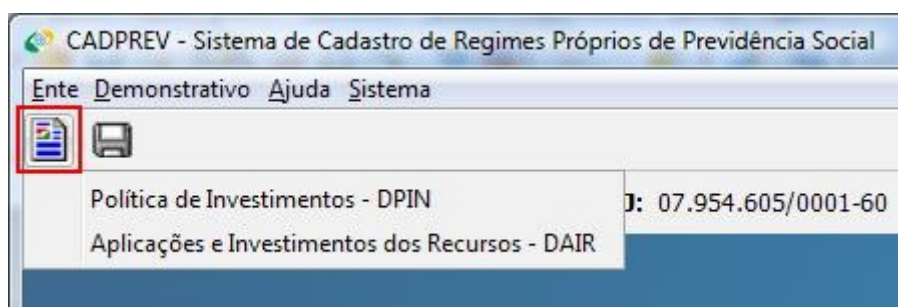 CADPREV - Sistema de Cadastro de Regimes Próprios de Previdência Social
Ente Demonstrativo Ajuda Sistema
Política de Investimentos - DPIN
J: 07.954.605/0001-60
Aplicações e Investimentos dos Recursos - DAIR